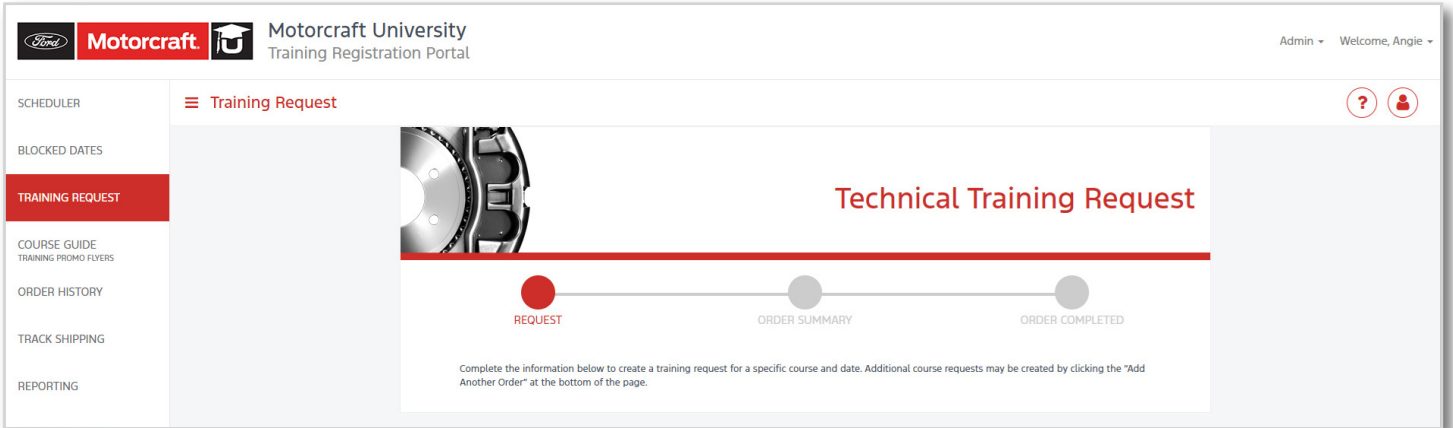 Ford Motorcraft. U
Motorcraft University
Training Registration Portal
Admin Welcome, Angie
SCHEDULER
BLOCKED DATES
TRAINING REQUEST
COURSE GUIDE
TRAINING PROMO FLYERS
ORDER HISTORY
TRACK SHIPPING
REPORTING
Training Request
?
Technical Training Request
REQUEST ORDER SUMMARY ORDER COMPLETED
Complete the information below to create a training request for a specific course and date. Additional course requests may be created by clicking the "Add
Another Order" at the bottom of the page.